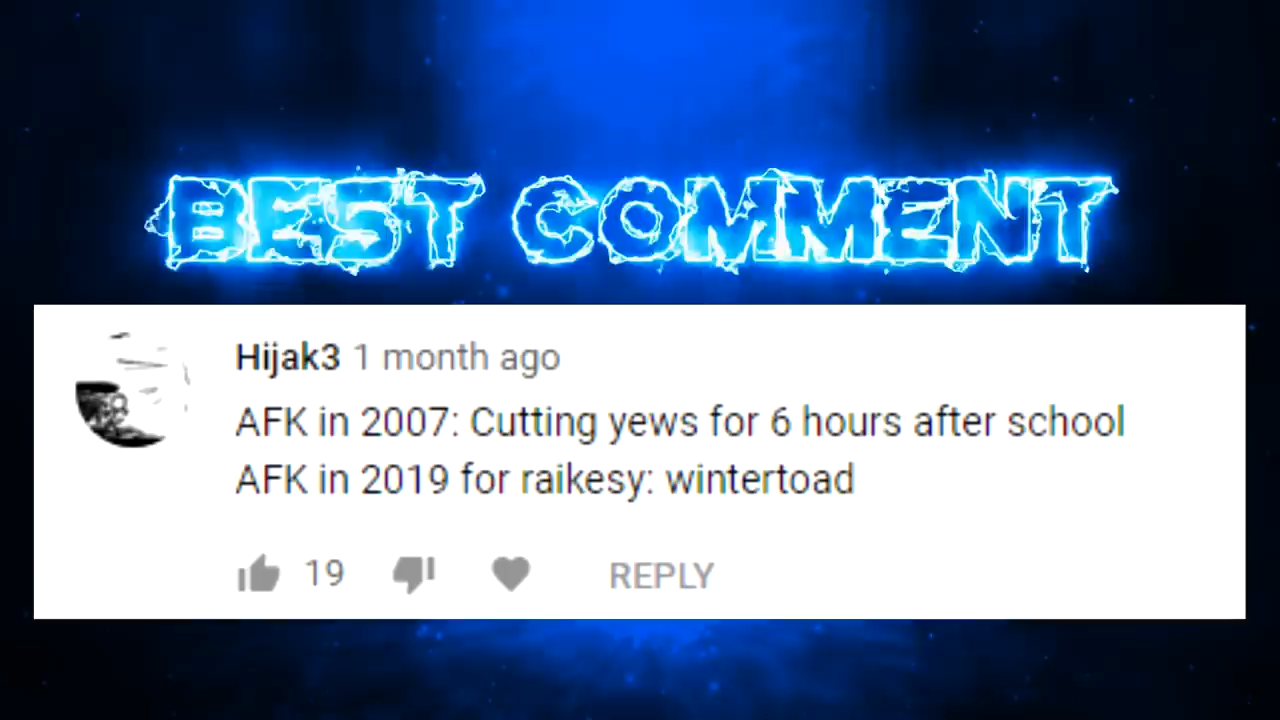 BEST COMMENT
Hijak3 1 month ago
AFK in 2007: Cutting yews for 6 hours after school
AFK in 2019 for raikesy: wintertoad
19 REPLY